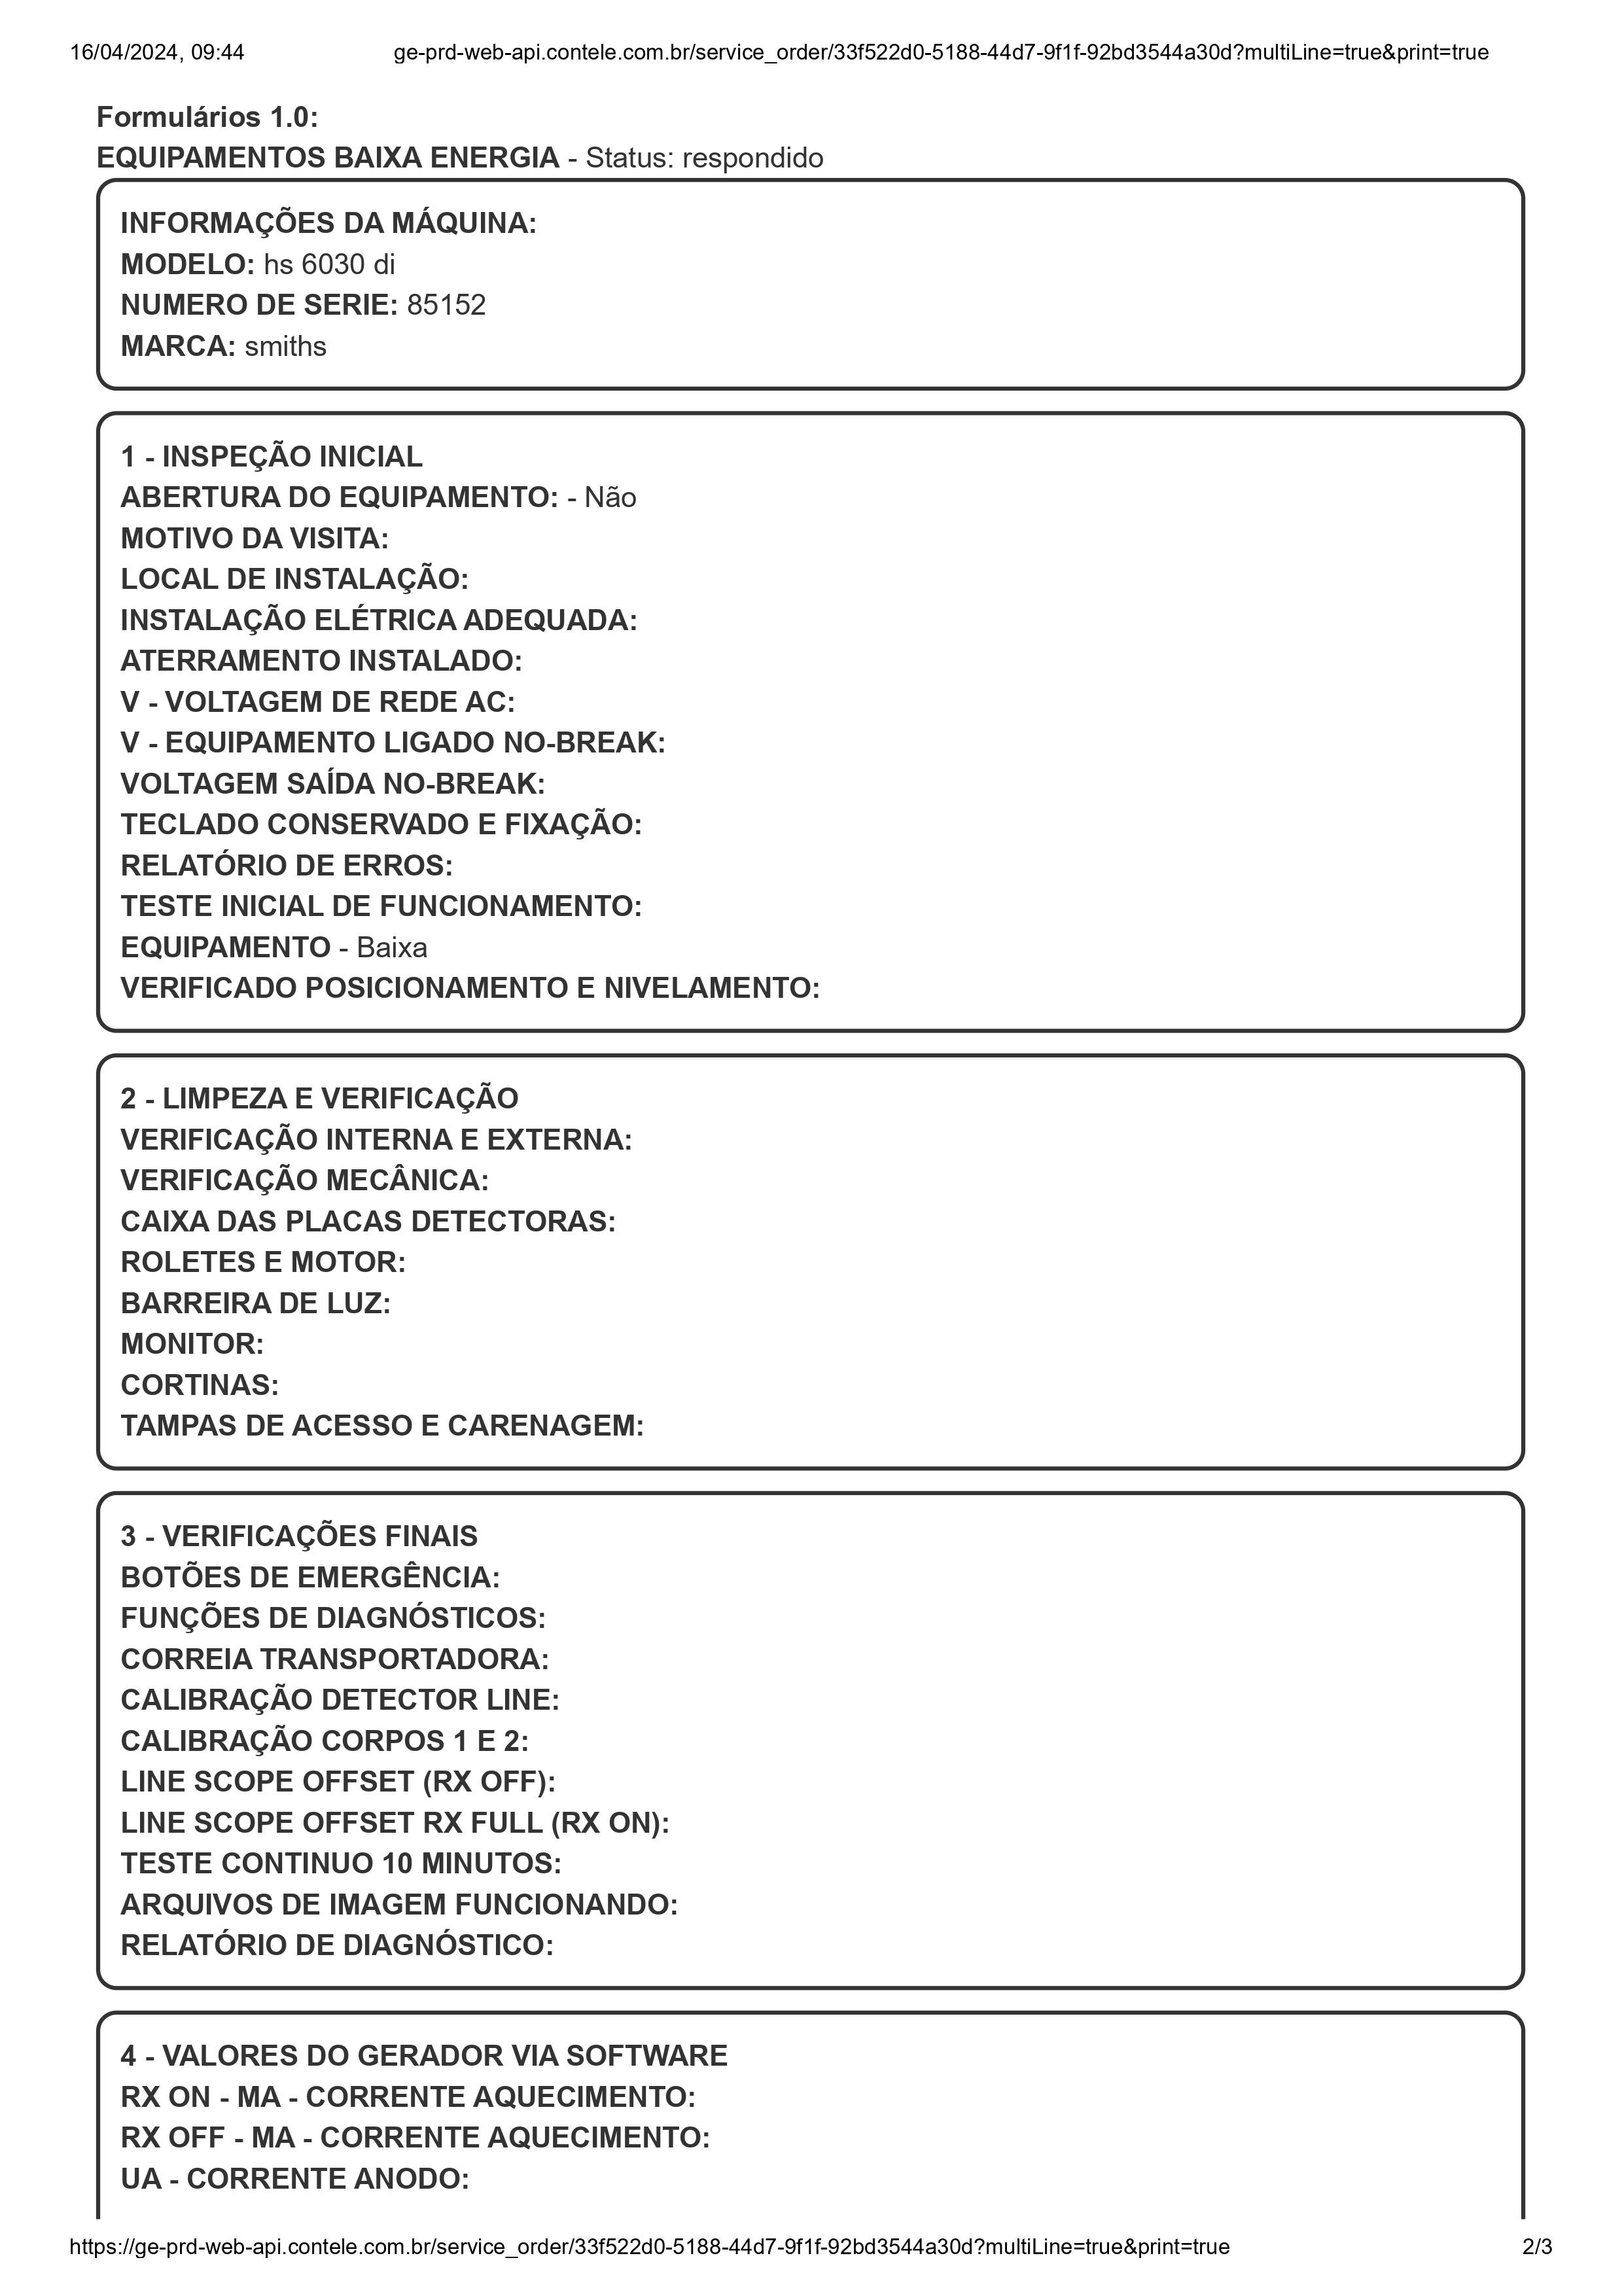 16/04/2024, 09:44 ge-prd-web-api.contele.com.br/service_order/33f522d0-5188-44d7-9f1f-92bd3544a30d?multiLine=true&print=true
Formulários 1.0:
EQUIPAMENTOS BAIXA ENERGIA - Status: respondido
INFORMAÇÕES DA MÁQUINA:
MODELO: hs 6030 di
NUMERO DE SERIE: 85152
MARCA: smiths
1 - INSPEÇÃO INICIAL
ABERTURA DO EQUIPAMENTO: - Não
MOTIVO DA VISITA:
LOCAL DE INSTALAÇÃO:
INSTALAÇÃO ELÉTRICA ADEQUADA:
ATERRAMENTO INSTALADO:
V - VOLTAGEM DE REDE AC:
V - EQUIPAMENTO LIGADO NO-BREAK:
VOLTAGEM SAÍDA NO-BREAK:
TECLADO CONSERVADO E FIXAÇÃO:
RELATÓRIO DE ERROS:
TESTE INICIAL DE FUNCIONAMENTO:
EQUIPAMENTO - Baixa
VERIFICADO POSICIONAMENTO E NIVELAMENTO:
2 - LIMPEZA E VERIFICAÇÃO
VERIFICAÇÃO INTERNA E EXTERNA:
VERIFICAÇÃO MECÂNICA:
CAIXA DAS PLACAS DETECTORAS:
ROLETES E MOTOR:
BARREIRA DE LUZ:
MONITOR:
CORTINAS:
TAMPAS DE ACESSO E CARENAGEM:
3 - VERIFICAÇÕES FINAIS
BOTÕES DE EMERGÊNCIA:
FUNÇÕES DE DIAGNÓSTICOS:
CORREIA TRANSPORTADORA:
CALIBRAÇÃO DETECTOR LINE:
CALIBRAÇÃO CORPOS 1 E 2:
LINE SCOPE OFFSET (RX OFF):
LINE SCOPE OFFSET RX FULL (RX ON):
TESTE CONTINUO 10 MINUTOS:
ARQUIVOS DE IMAGEM FUNCIONANDO:
RELATÓRIO DE DIAGNÓSTICO:
4 - VALORES DO GERADOR VIA SOFTWARE
RX ON - MA - CORRENTE AQUECIMENTO:
RX OFF - MA - CORRENTE AQUECIMENTO:
UA - CORRENTE ANODO:
https://ge-prd-web-api.contele.com.br/service_order/33f522d0-5188-44d7-9f1f-92bd3544a30d?multiLine=true&print=true 2/3